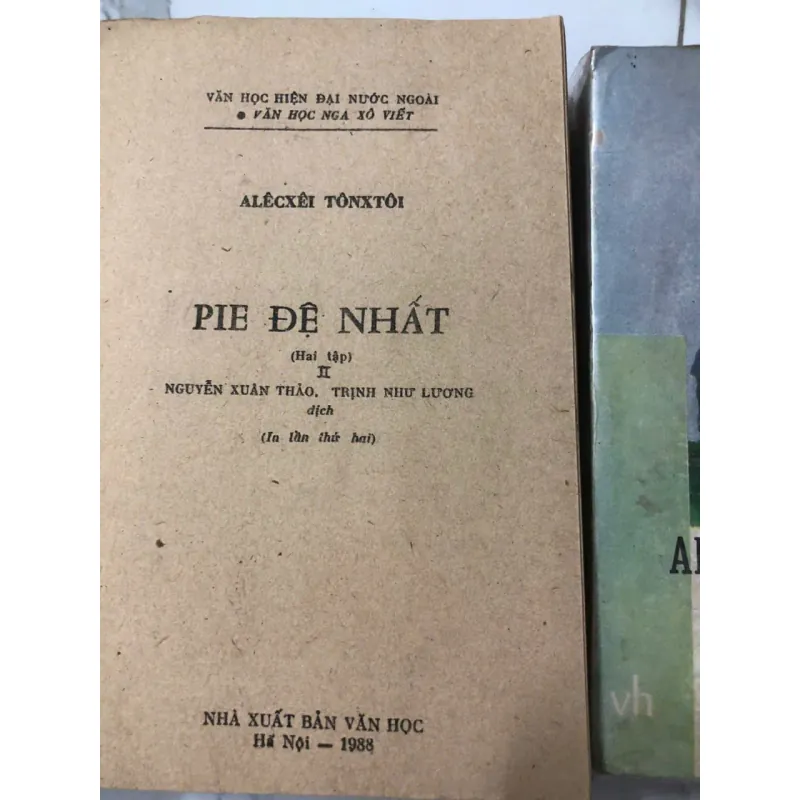 VĂN HỌC HIỆN ĐẠI NƯỚC NGOÀI
● VĂN HỌC NGA XÔ VIẾT
ALÊCXÊI TÔNXTÔI
PIE ĐỆ NHẤT
(Hai tập)
II
NGUYỄN XUÂN THẢO, TRỊNH NHƯ LƯƠNG
dịch
(In lần thứ hai)
NHÀ XUẤT BẢN VĂN HỌC
Hà Nội — 1988
vh